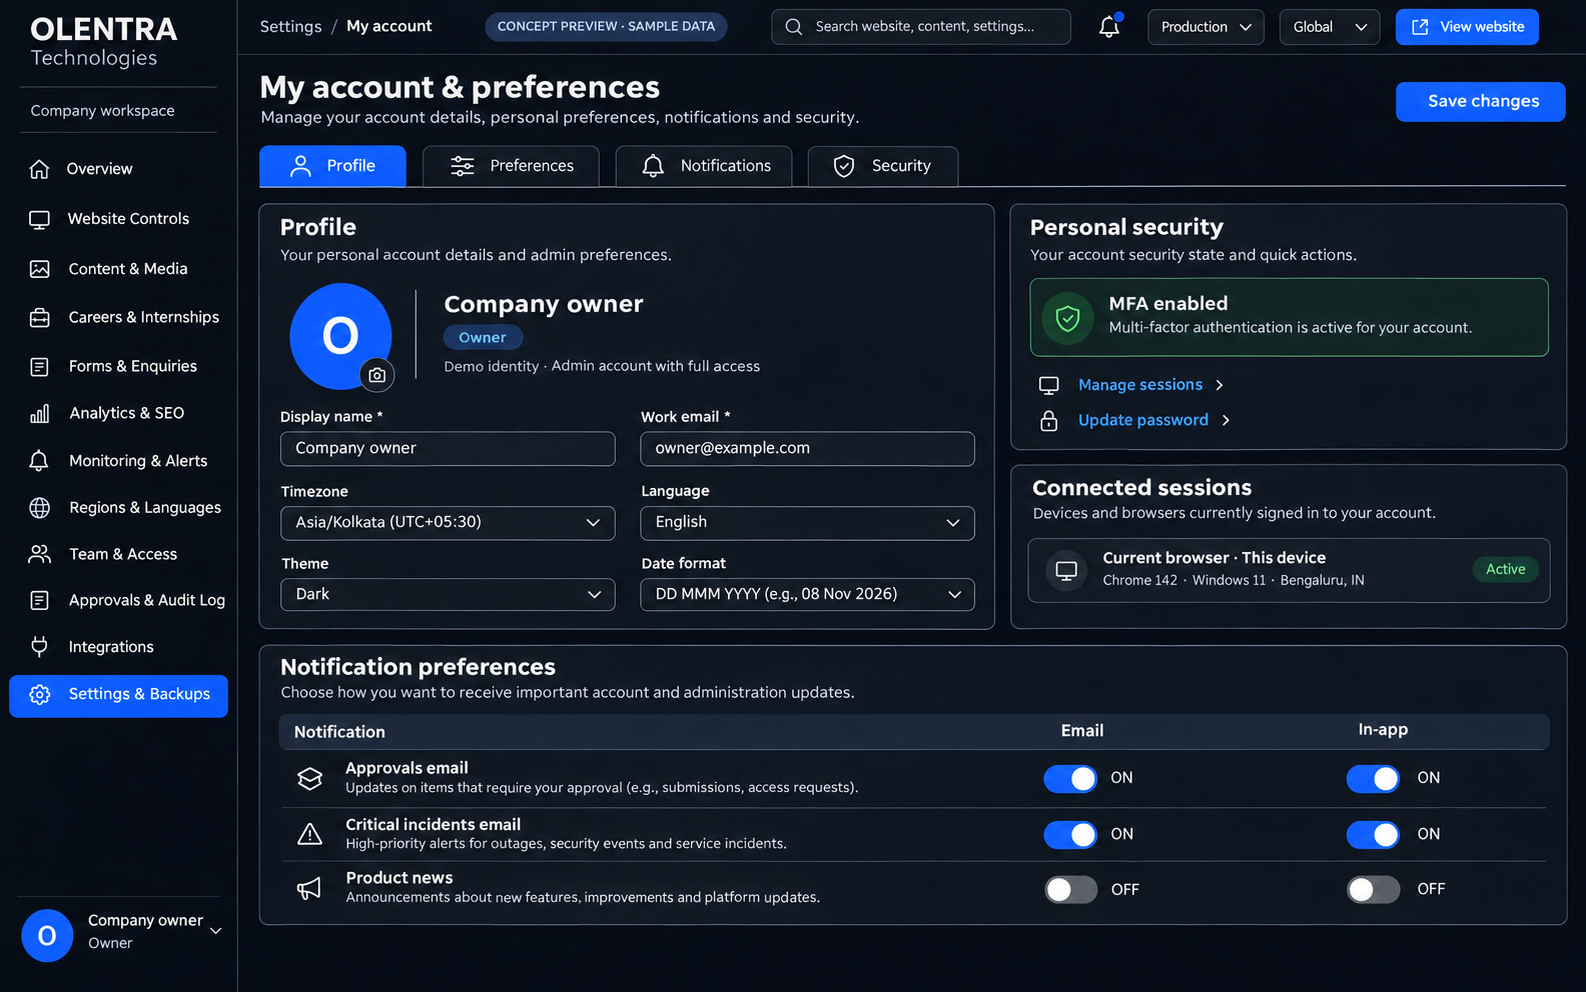 OLENTRA
Technologies
Company workspace
Overview
Website Controls
Content & Media
Careers & Internships
Forms & Enquiries
Analytics & SEO
Monitoring & Alerts
Regions & Languages
Team & Access
Approvals & Audit Log
Integrations
Settings & Backups
O
Company owner
Owner
Settings / My account
CONCEPT PREVIEW · SAMPLE DATA
Search website, content, settings...
Production
Global
View website
My account & preferences
Manage your account details, personal preferences, notifications and security.
Save changes
Profile
Preferences
Notifications
Security
Profile
Your personal account details and admin preferences.
O
Company owner
Owner
Demo identity · Admin account with full access
Display name *
Company owner
Work email *
owner@example.com
Timezone
Asia/Kolkata (UTC+05:30)
Language
English
Theme
Dark
Date format
DD MMM YYYY (e.g., 08 Nov 2026)
Personal security
Your account security state and quick actions.
MFA enabled
Multi-factor authentication is active for your account.
Manage sessions
Update password
Connected sessions
Devices and browsers currently signed in to your account.
Current browser · This device
Chrome 142 · Windows 11 · Bengaluru, IN
Active
Notification preferences
Choose how you want to receive important account and administration updates.
Notification
Email
In-app
Approvals email
Updates on items that require your approval (e.g., submissions, access requests).
ON
ON
Critical incidents email
High-priority alerts for outages, security events and service incidents.
ON
ON
Product news
Announcements about new features, improvements and platform updates.
OFF
OFF